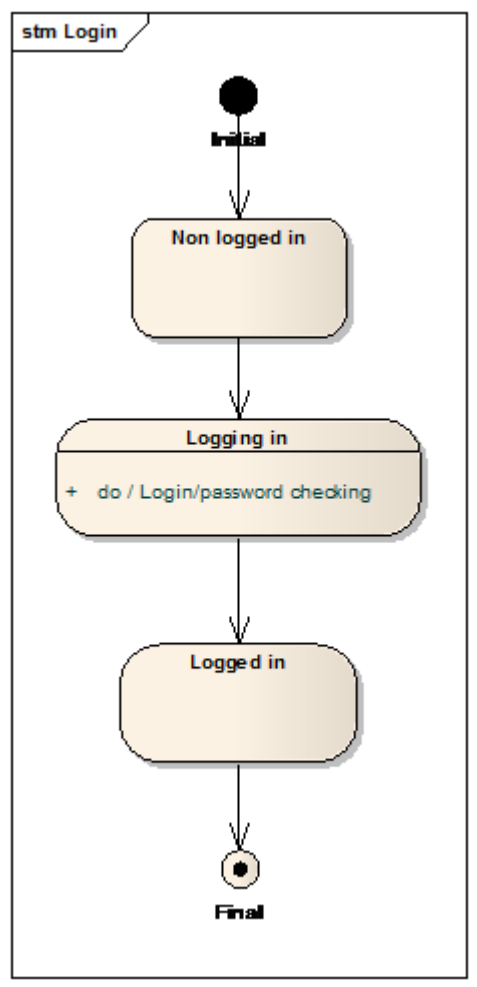 stm Login
Initial
Non logged in
Logging in
+ do / Login/password checking
Logged in
Final